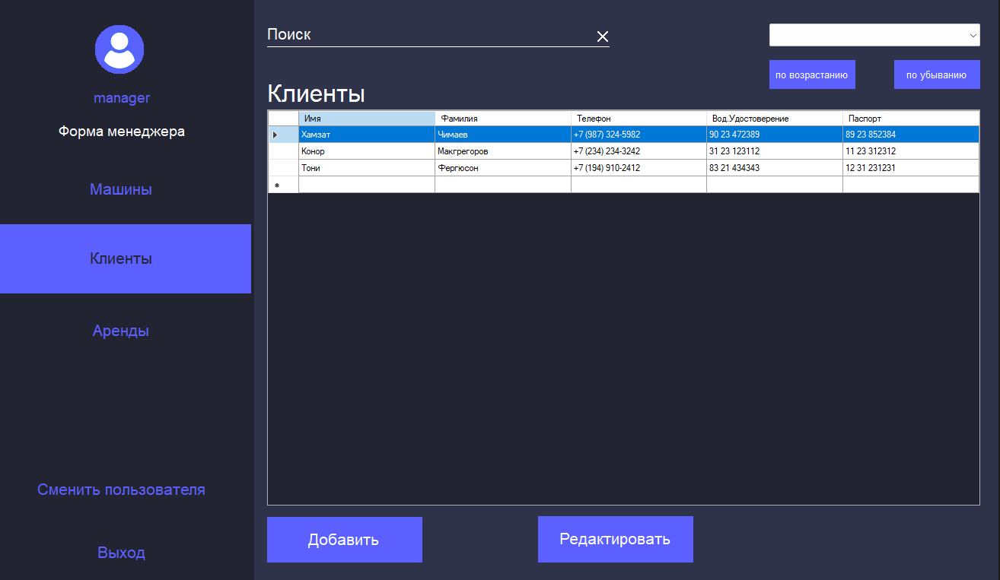 manager
Форма менеджера
Машины
Клиенты
Аренды
Сменить пользователя
Выход
Поиск
по возрастанию по убыванию
Клиенты
Имя Фамилия Телефон Вод.Удостоверение Паспорт
Хамзат Чимаев +7 (987) 324-5982 90 23 472389 89 23 852384
Конор Макгрегоров +7 (234) 234-3242 31 23 123112 11 23 312312
Тони Фергюсон +7 (194) 910-2412 83 21 434343 12 31 231231
Добавить Редактировать